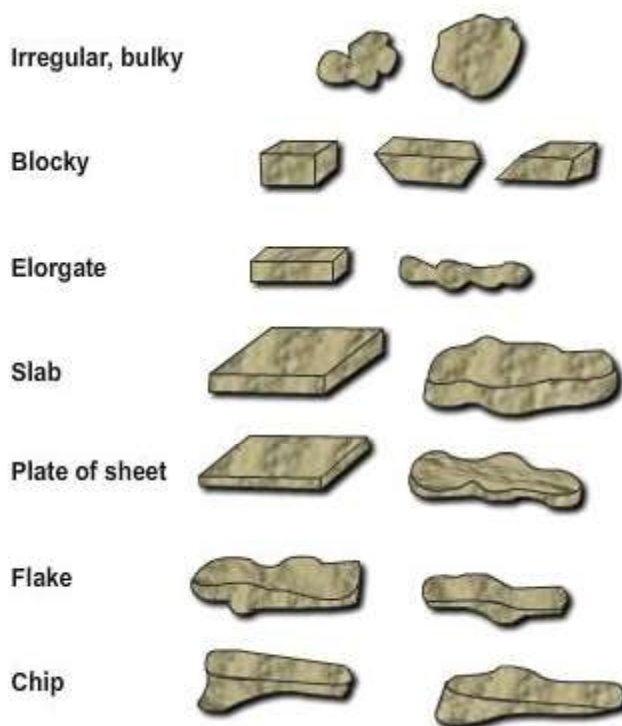 Irregular, bulky
Blocky
Elorgate
Slab
Plate of sheet
Flake
Chip